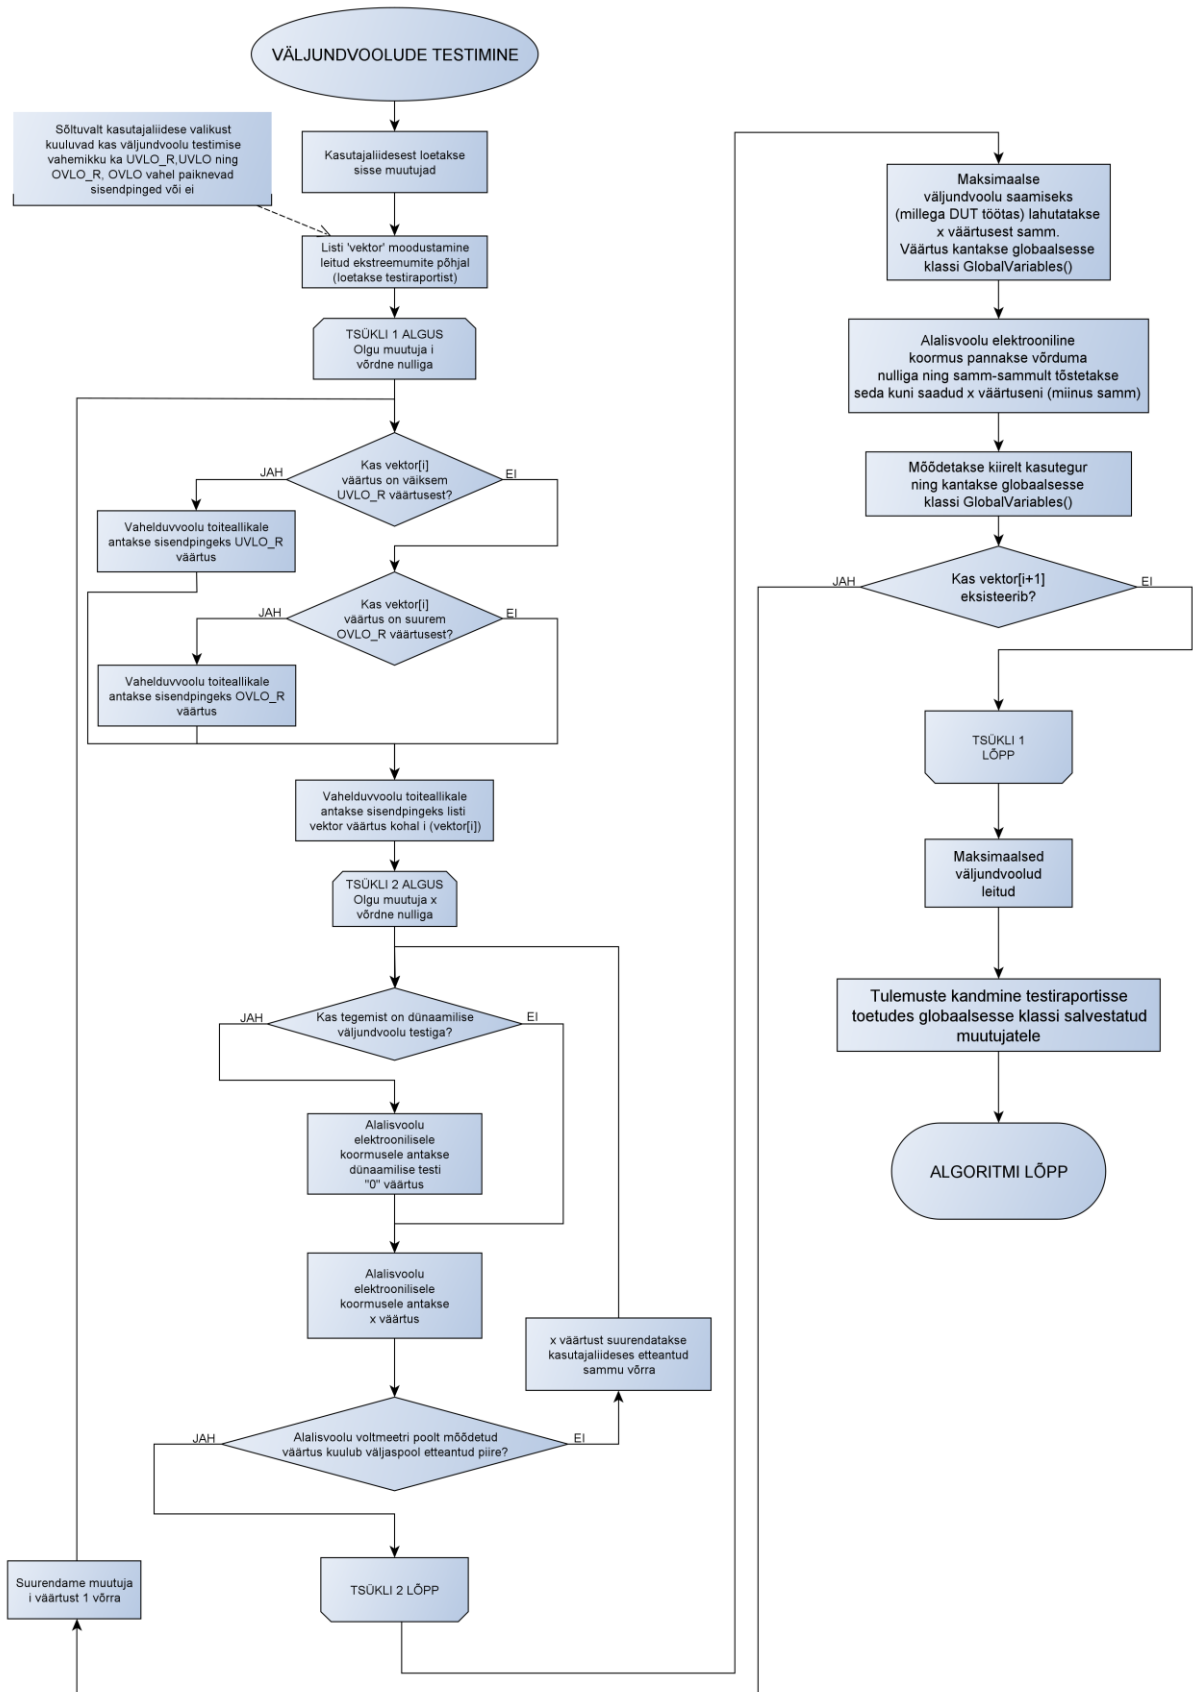 VÄLJUNDVOOLUDE TESTIMINE
Sõltuvalt kasutajaliidese valikust
kuuluvad kas väljundvoolu testimise
vahemikku ka UVLO_R,UVLO ning
OVLO_R, OVLO vahel paiknevad
sisendpinged või ei
Kasutajaliidesest loetakse
sisse muutujad
Listi 'vektor' moodustamine
leitud ekstreemumite põhjal
(loetakse testiraportist)
TSÜKLI 1 ALGUS
Olgu muutuja i
võrdne nulliga
Kas vektor[i]
väärtus on väiksem
UVLO_R väärtusest?
JAH
EI
Vahelduvvoolu toiteallikale
antakse sisendpingeks UVLO_R
väärtus
Kas vektor[i]
väärtus on suurem
OVLO_R väärtusest?
JAH
EI
Vahelduvvoolu toiteallikale
antakse sisendpingeks OVLO_R
väärtus
Vahelduvvoolu toiteallikale
antakse sisendpingeks listi
vektor väärtus kohal i (vektor[i])
TSÜKLI 2 ALGUS
Olgu muutuja x
võrdne nulliga
Kas tegemist on dünaamilise
väljundvoolu testiga?
JAH
EI
Alalisvoolu
elektroonilisele
koormusele antakse
dünaamilise testi
"0" väärtus
Alalisvoolu
elektroonilisele
koormusele antakse
x väärtus
x väärtust suurendatakse
kasutajaliideses etteantud
sammu võrra
Alalisvoolu voltmeetri poolt mõõdetud
väärtus kuulub väljaspool etteantud piire?
JAH
EI
TSÜKLI 2 LÕPP
Suurendame muutuja
i väärtust 1 võrra
Maksimaalse
väljundvoolu saamiseks
(millega DUT töötas) lahutatakse
x väärtusest samm.
Väärtus kantakse globaalsesse
klassi GlobalVariables()
Alalisvoolu elektrooniline
koormus pannakse võrduma
nulliga ning samm-sammult tõstetakse
seda kuni saadud x väärtuseni (miinus samm)
Mõõdetakse kiirelt kasutegur
ning kantakse globaalsesse
klassi GlobalVariables()
Kas vektor[i+1]
eksisteerib?
JAH
EI
TSÜKLI 1
LÕPP
Maksimaalsed
väljundvoolud
leitud
Tulemuste kandmine testiraportisse
toetudes globaalsesse klassi salvestatud
muutujatele
ALGORITMI LÕPP